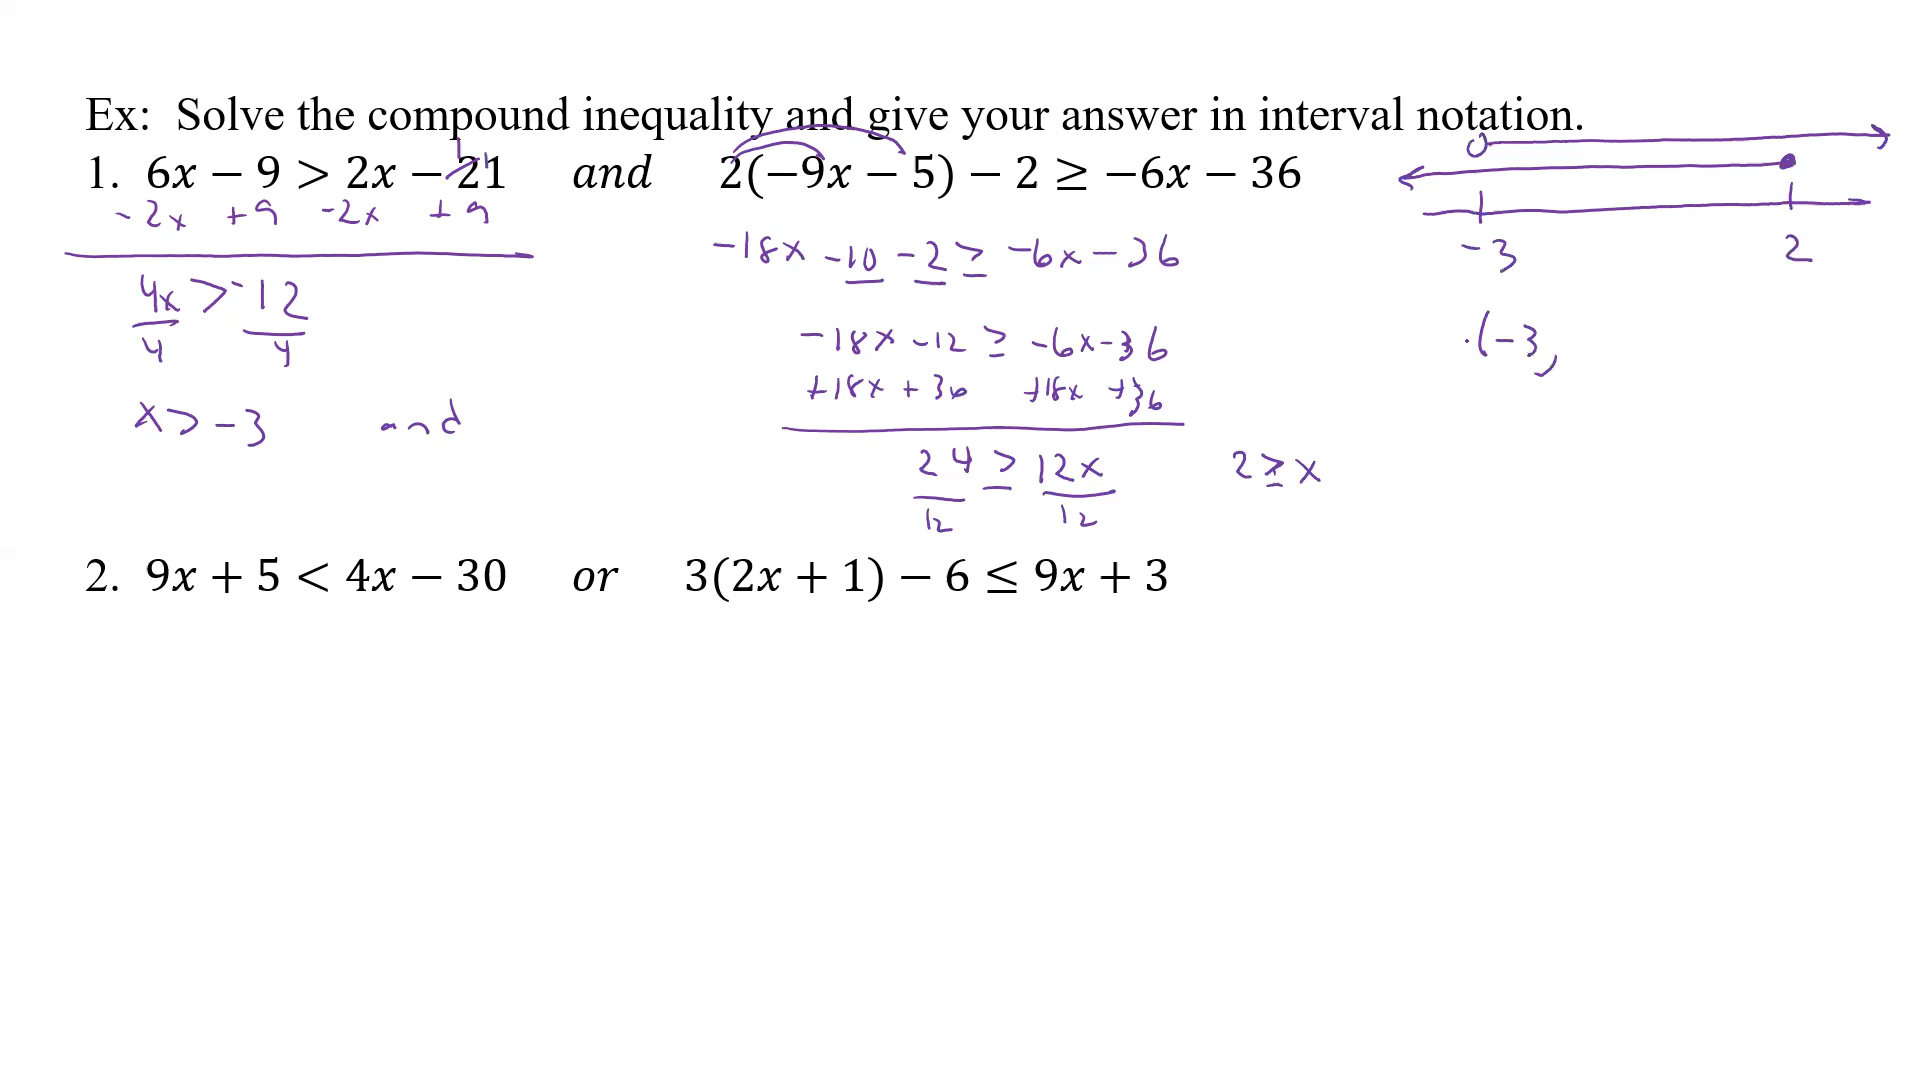 Ex: Solve the compound inequality and give your answer in interval notation.
1. 6x − 9 > 2x − 21 and 2(−9x − 5) − 2 ≥ −6x − 36
- 2x + 9 - 2x + 9
-18x - 10 - 2 ≥ -6x - 36
-3 2
4x > -12
4 4
-18x - 12 ≥ -6x - 36
+18x + 36 +18x + 36
(-3,
x > -3 and
24 ≥ 12x 2 ≥ x
12 12
2. 9x + 5 < 4x − 30 or 3(2x + 1) − 6 ≤ 9x + 3